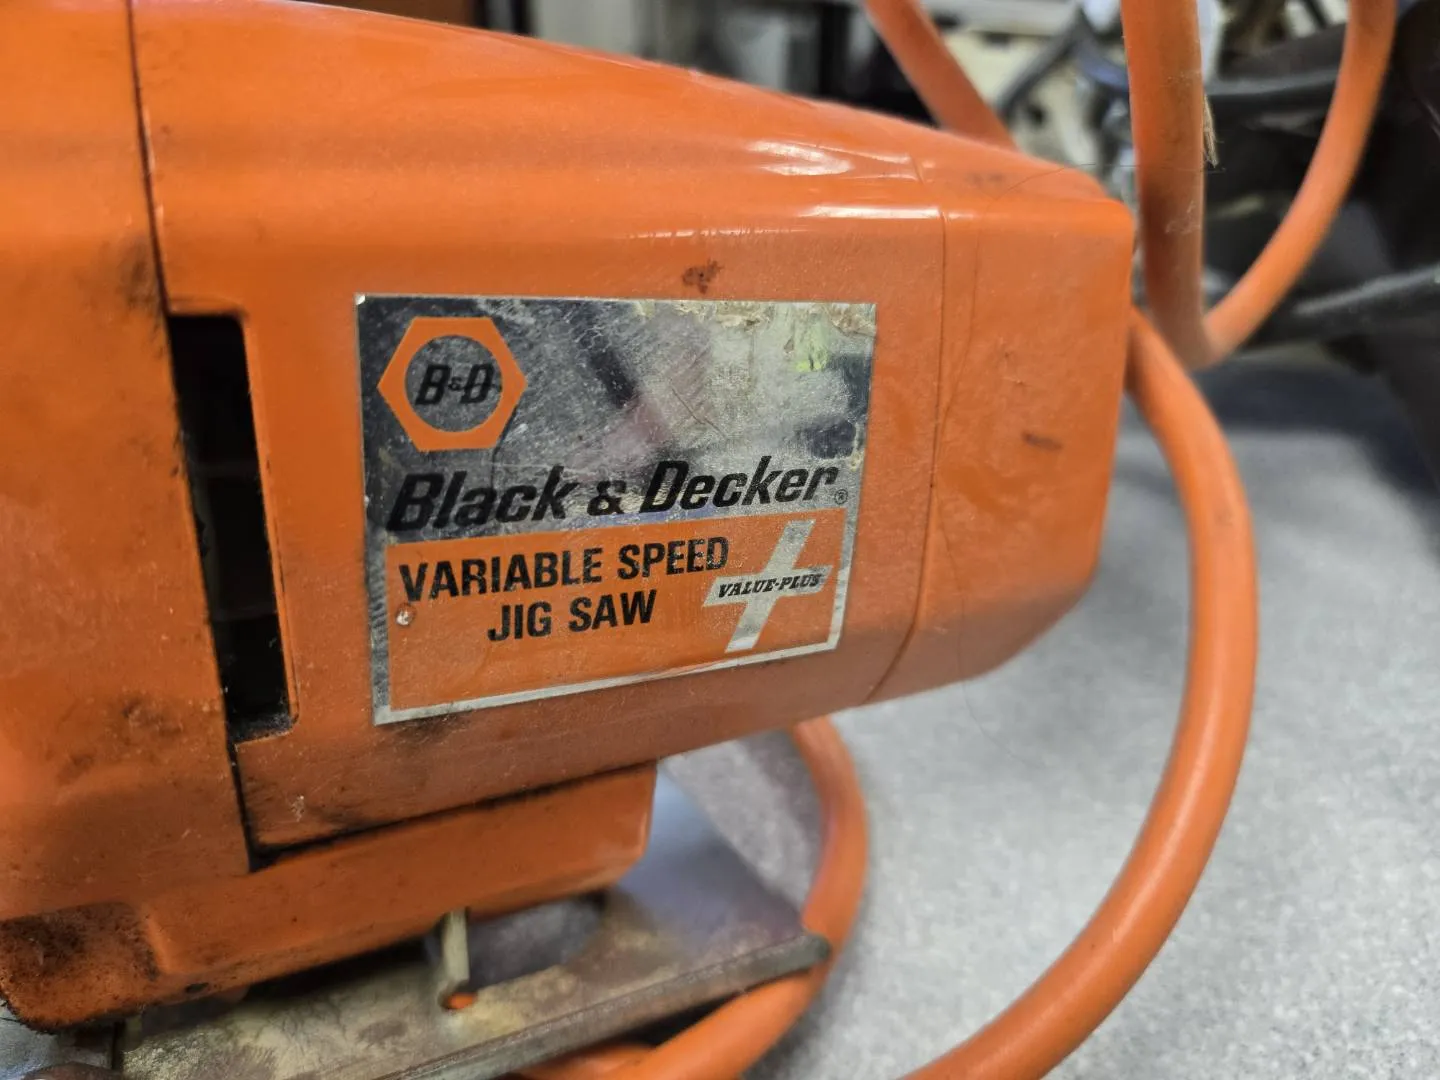 B&D
Black & Decker®
VARIABLE SPEED
JIG SAW
VALUE-PLUS